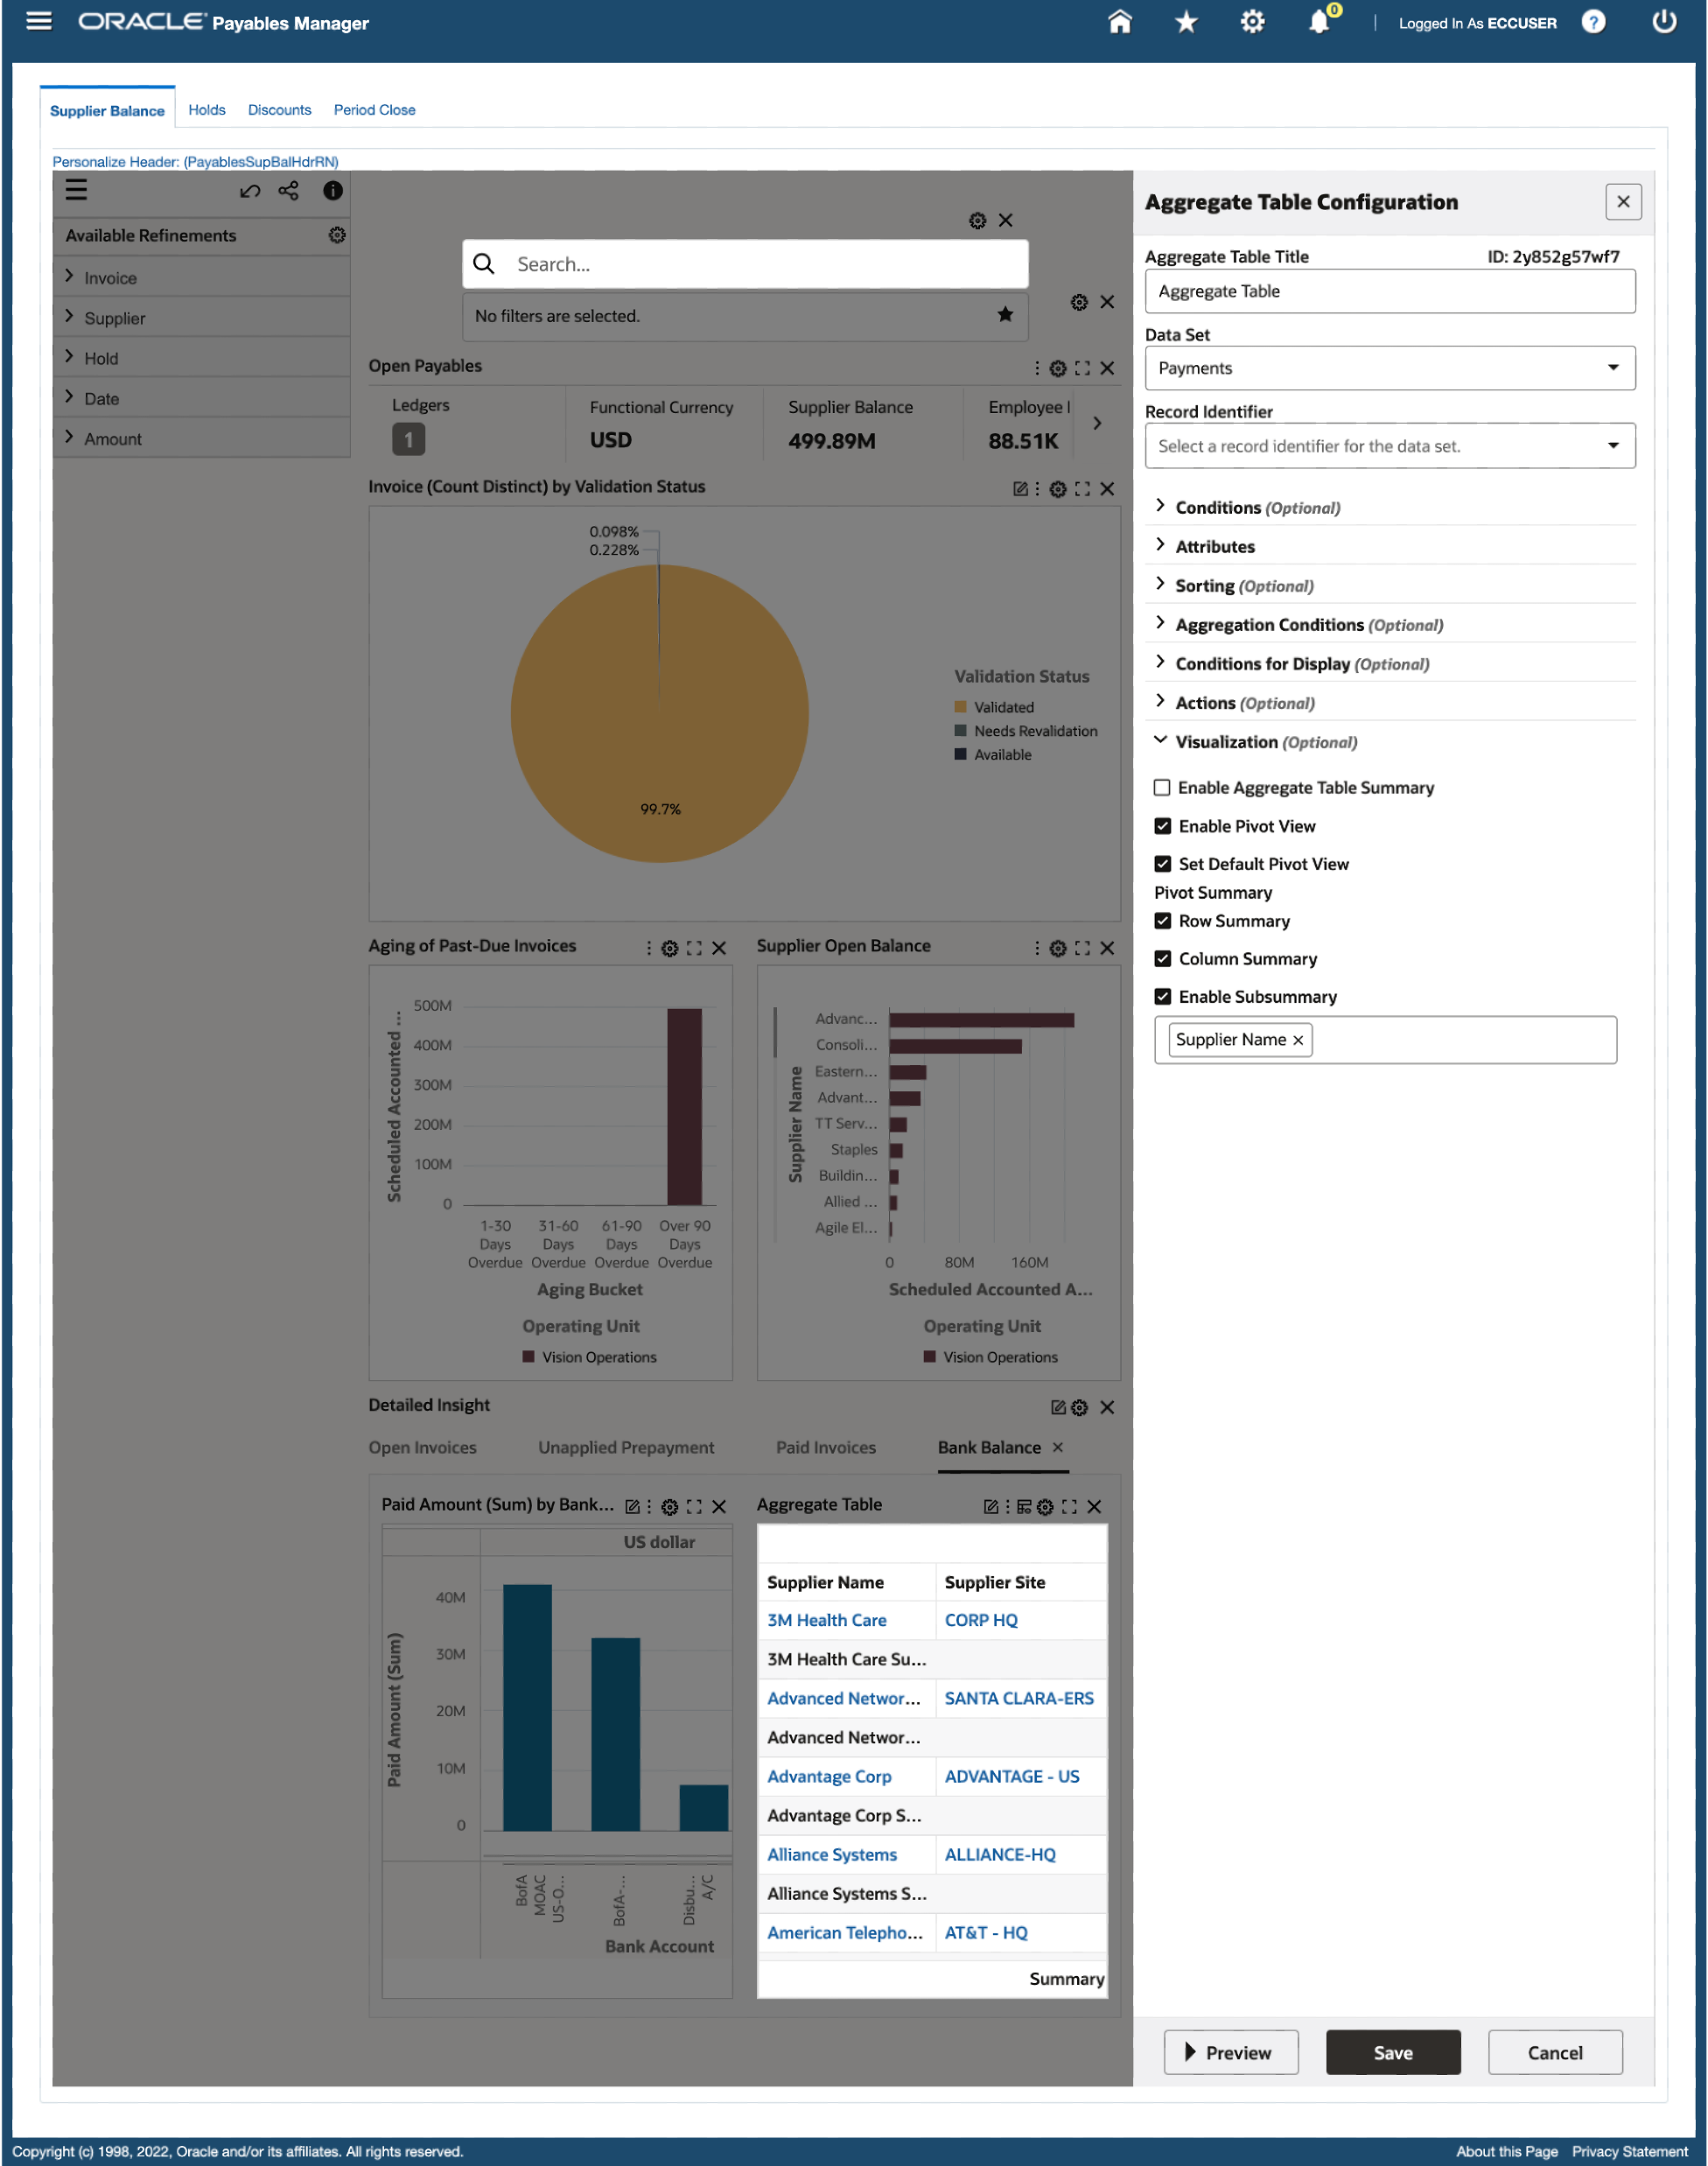 ORACLE® Payables Manager
0
Logged In As ECCUSER
?
Supplier Balance
Holds
Discounts
Period Close
Personalize Header: (PayablesSupBalHdrRN)
Available Refinements
Invoice
Supplier
Hold
Date
Amount
Search...
No filters are selected.
Open Payables
Ledgers
1
Functional Currency
USD
Supplier Balance
499.89M
Employee I
88.51K
Invoice (Count Distinct) by Validation Status
0.098%
0.228%
99.7%
Validation Status
Validated
Needs Revalidation
Available
Aging of Past-Due Invoices
Scheduled Accounted ...
500M
400M
300M
200M
100M
0
1-30 Days Overdue
31-60 Days Overdue
61-90 Days Overdue
Over 90 Days Overdue
Aging Bucket
Operating Unit
Vision Operations
Supplier Open Balance
Supplier Name
Advanc...
Consoli...
Eastern...
Advant...
TT Serv...
Staples
Buildin...
Allied ...
Agile El...
0
80M
160M
Scheduled Accounted A...
Operating Unit
Vision Operations
Detailed Insight
Open Invoices
Unapplied Prepayment
Paid Invoices
Bank Balance
Paid Amount (Sum) by Bank...
US dollar
Paid Amount (Sum)
40M
30M
20M
10M
0
BofA MOAC US-O...
BofA-...
Disbu... A/C
Bank Account
Aggregate Table
Supplier Name
Supplier Site
3M Health Care
CORP HQ
3M Health Care Su...
Advanced Networ...
SANTA CLARA-ERS
Advanced Networ...
Advantage Corp
ADVANTAGE - US
Advantage Corp S...
Alliance Systems
ALLIANCE-HQ
Alliance Systems S...
American Telepho...
AT&T - HQ
Summary
Aggregate Table Configuration
Aggregate Table Title
ID: 2y852g57wf7
Aggregate Table
Data Set
Payments
Record Identifier
Select a record identifier for the data set.
Conditions (Optional)
Attributes
Sorting (Optional)
Aggregation Conditions (Optional)
Conditions for Display (Optional)
Actions (Optional)
Visualization (Optional)
Enable Aggregate Table Summary
Enable Pivot View
Set Default Pivot View
Pivot Summary
Row Summary
Column Summary
Enable Subsummary
Supplier Name
Preview
Save
Cancel
Copyright (c) 1998, 2022, Oracle and/or its affiliates. All rights reserved.
About this Page
Privacy Statement